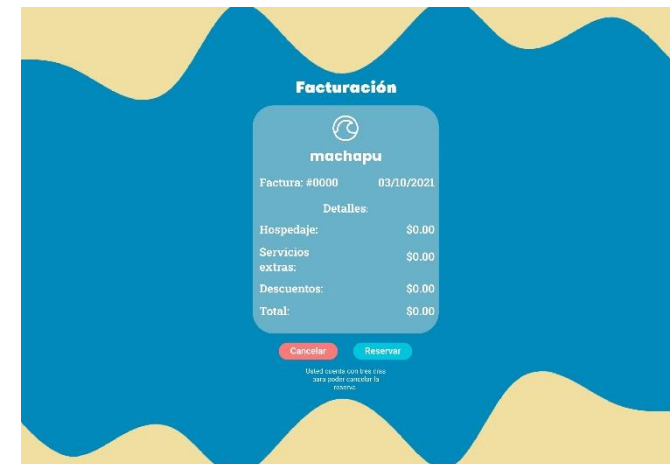 Facturación
machapu
Factura: #0000 03/10/2021
Detalles:
Hospedaje: $0.00
Servicios
extras: $0.00
Descuentos: $0.00
Total: $0.00
Cancelar Reservar
Usted cuenta con tres días
para poder cancelar la
reserva.